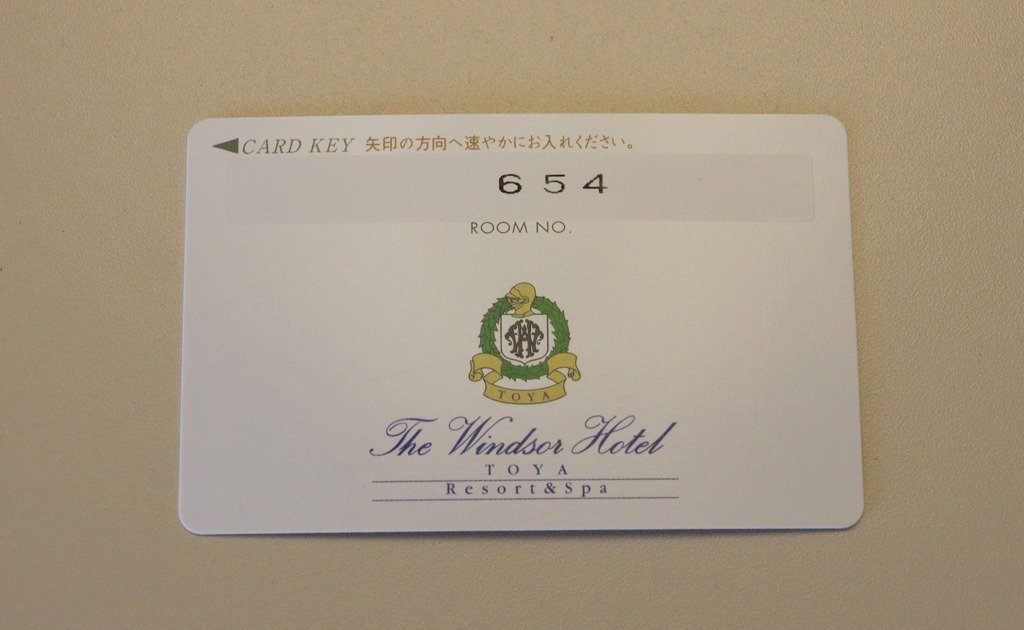 CARD KEY 矢印の方向へ速やかにお入れください。
654
ROOM NO.
TOYA
The Windsor Hotel
TOYA
Resort&Spa